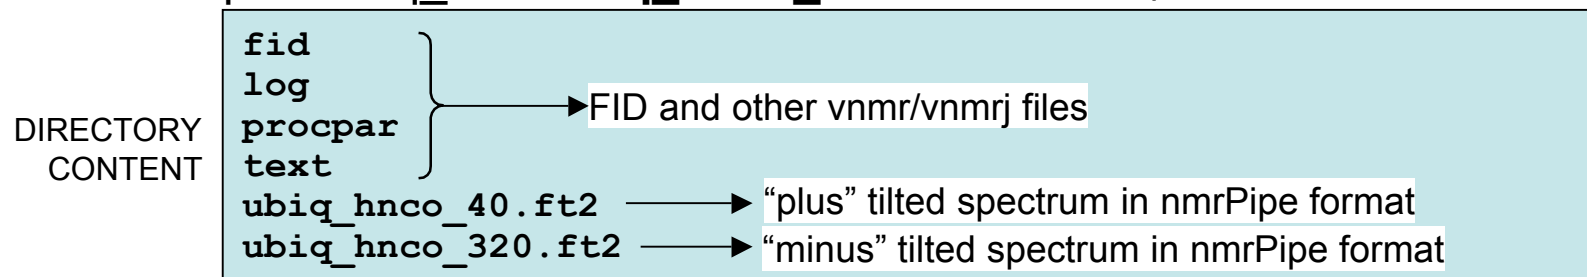 fid
log
procpar
text
FID and other vnmr/vnmrj files
DIRECTORY
CONTENT
ubiq_hnco_40.ft2 “plus” tilted spectrum in nmrPipe format
ubiq_hnco_320.ft2 “minus” tilted spectrum in nmrPipe format